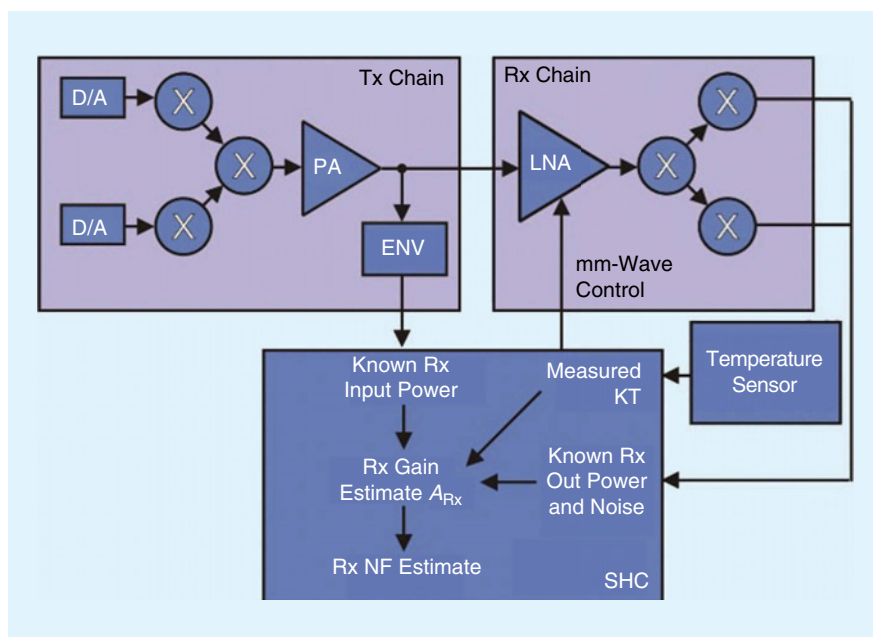 Tx Chain
D/A
X
X
D/A
X
PA
ENV
Rx Chain
LNA
X
X
X
mm-Wave
Control
Temperature
Sensor
Known Rx
Input Power
Measured
KT
Rx Gain
Estimate ARx
Known Rx
Out Power
and Noise
Rx NF Estimate
SHC